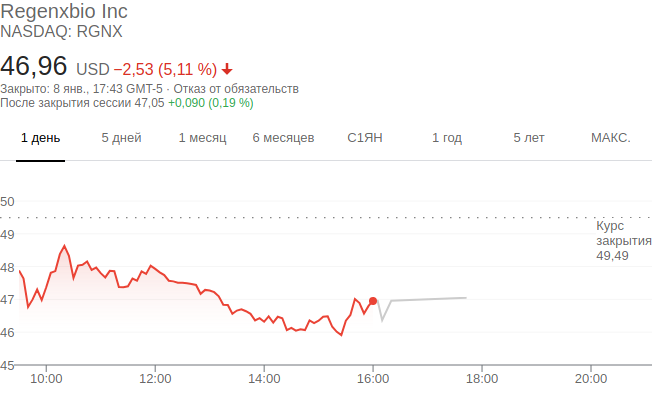 Regenxbio Inc
NASDAQ: RGNX
46,96 USD −2,53 (5,11 %)
Закрыто: 8 янв., 17:43 GMT-5 · Отказ от обязательств
После закрытия сессии 47,05 +0,090 (0,19 %)
1 день 5 дней 1 месяц 6 месяцев С1ЯН 1 год 5 лет МАКС.
50
49
48
47
46
45
Курс
закрытия
49,49
10:00 12:00 14:00 16:00 18:00 20:00